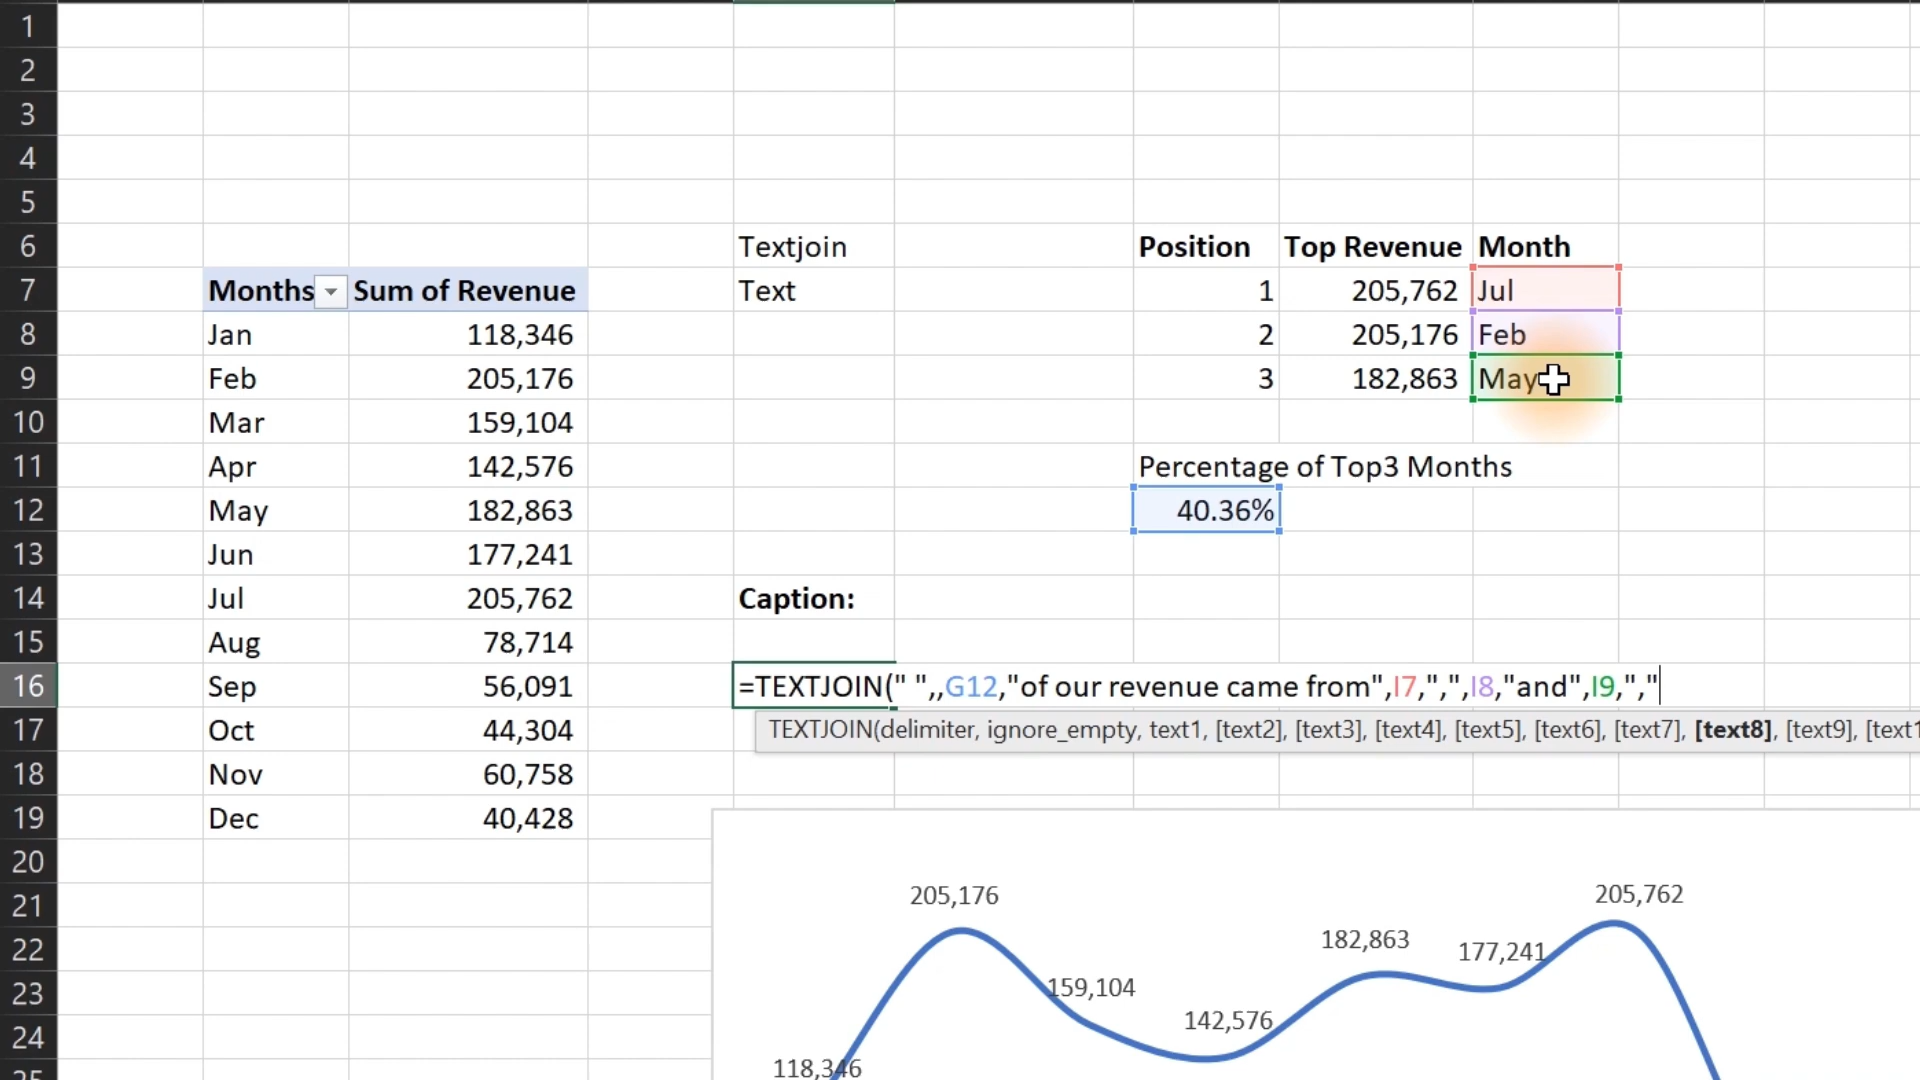 1
2
3
4
5
6 Textjoin Position Top Revenue Month
7 Months Sum of Revenue Text 1 205,762 Jul
8 Jan 118,346 2 205,176 Feb
9 Feb 205,176 3 182,863 May
10 Mar 159,104
11 Apr 142,576 Percentage of Top3 Months
12 May 182,863 40.36%
13 Jun 177,241
14 Jul 205,762 Caption:
15 Aug 78,714
16 Sep 56,091 =TEXTJOIN(" ",,G12,"of our revenue came from",I7,",",I8,"and",I9,","
17 Oct 44,304 TEXTJOIN(delimiter, ignore_empty, text1, [text2], [text3], [text4], [text5], [text6], [text7], [text8], [text9], [text1
18 Nov 60,758
19 Dec 40,428
20
21 205,176 205,762
22 182,863 177,241
23 159,104
24 142,576
25 118,346